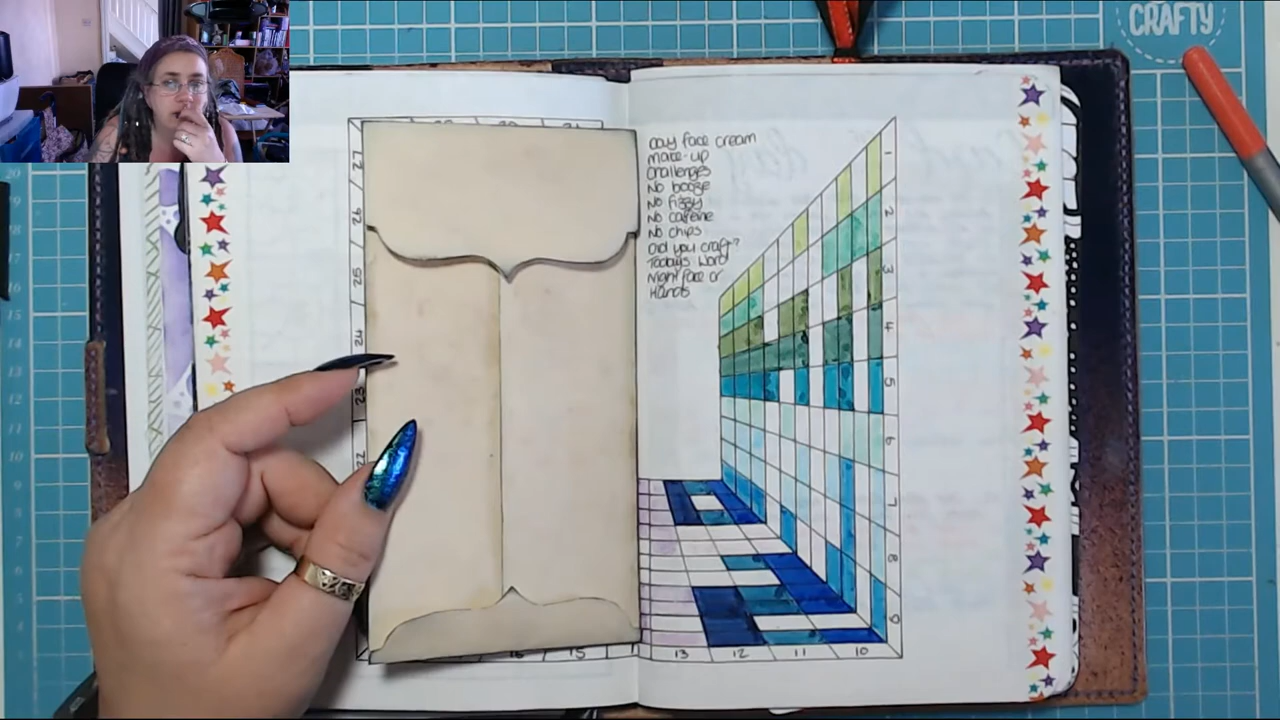 CRAFTY
Day face cream
Make-up
Challenges
No booze
No fizzy
No caffeine
No chips
Did you craft?
Todays Word
Night Face or
Hands
1
2
3
4
5
6
7
8
9
10
11
12
13
15
16
22
23
24
25
26
27